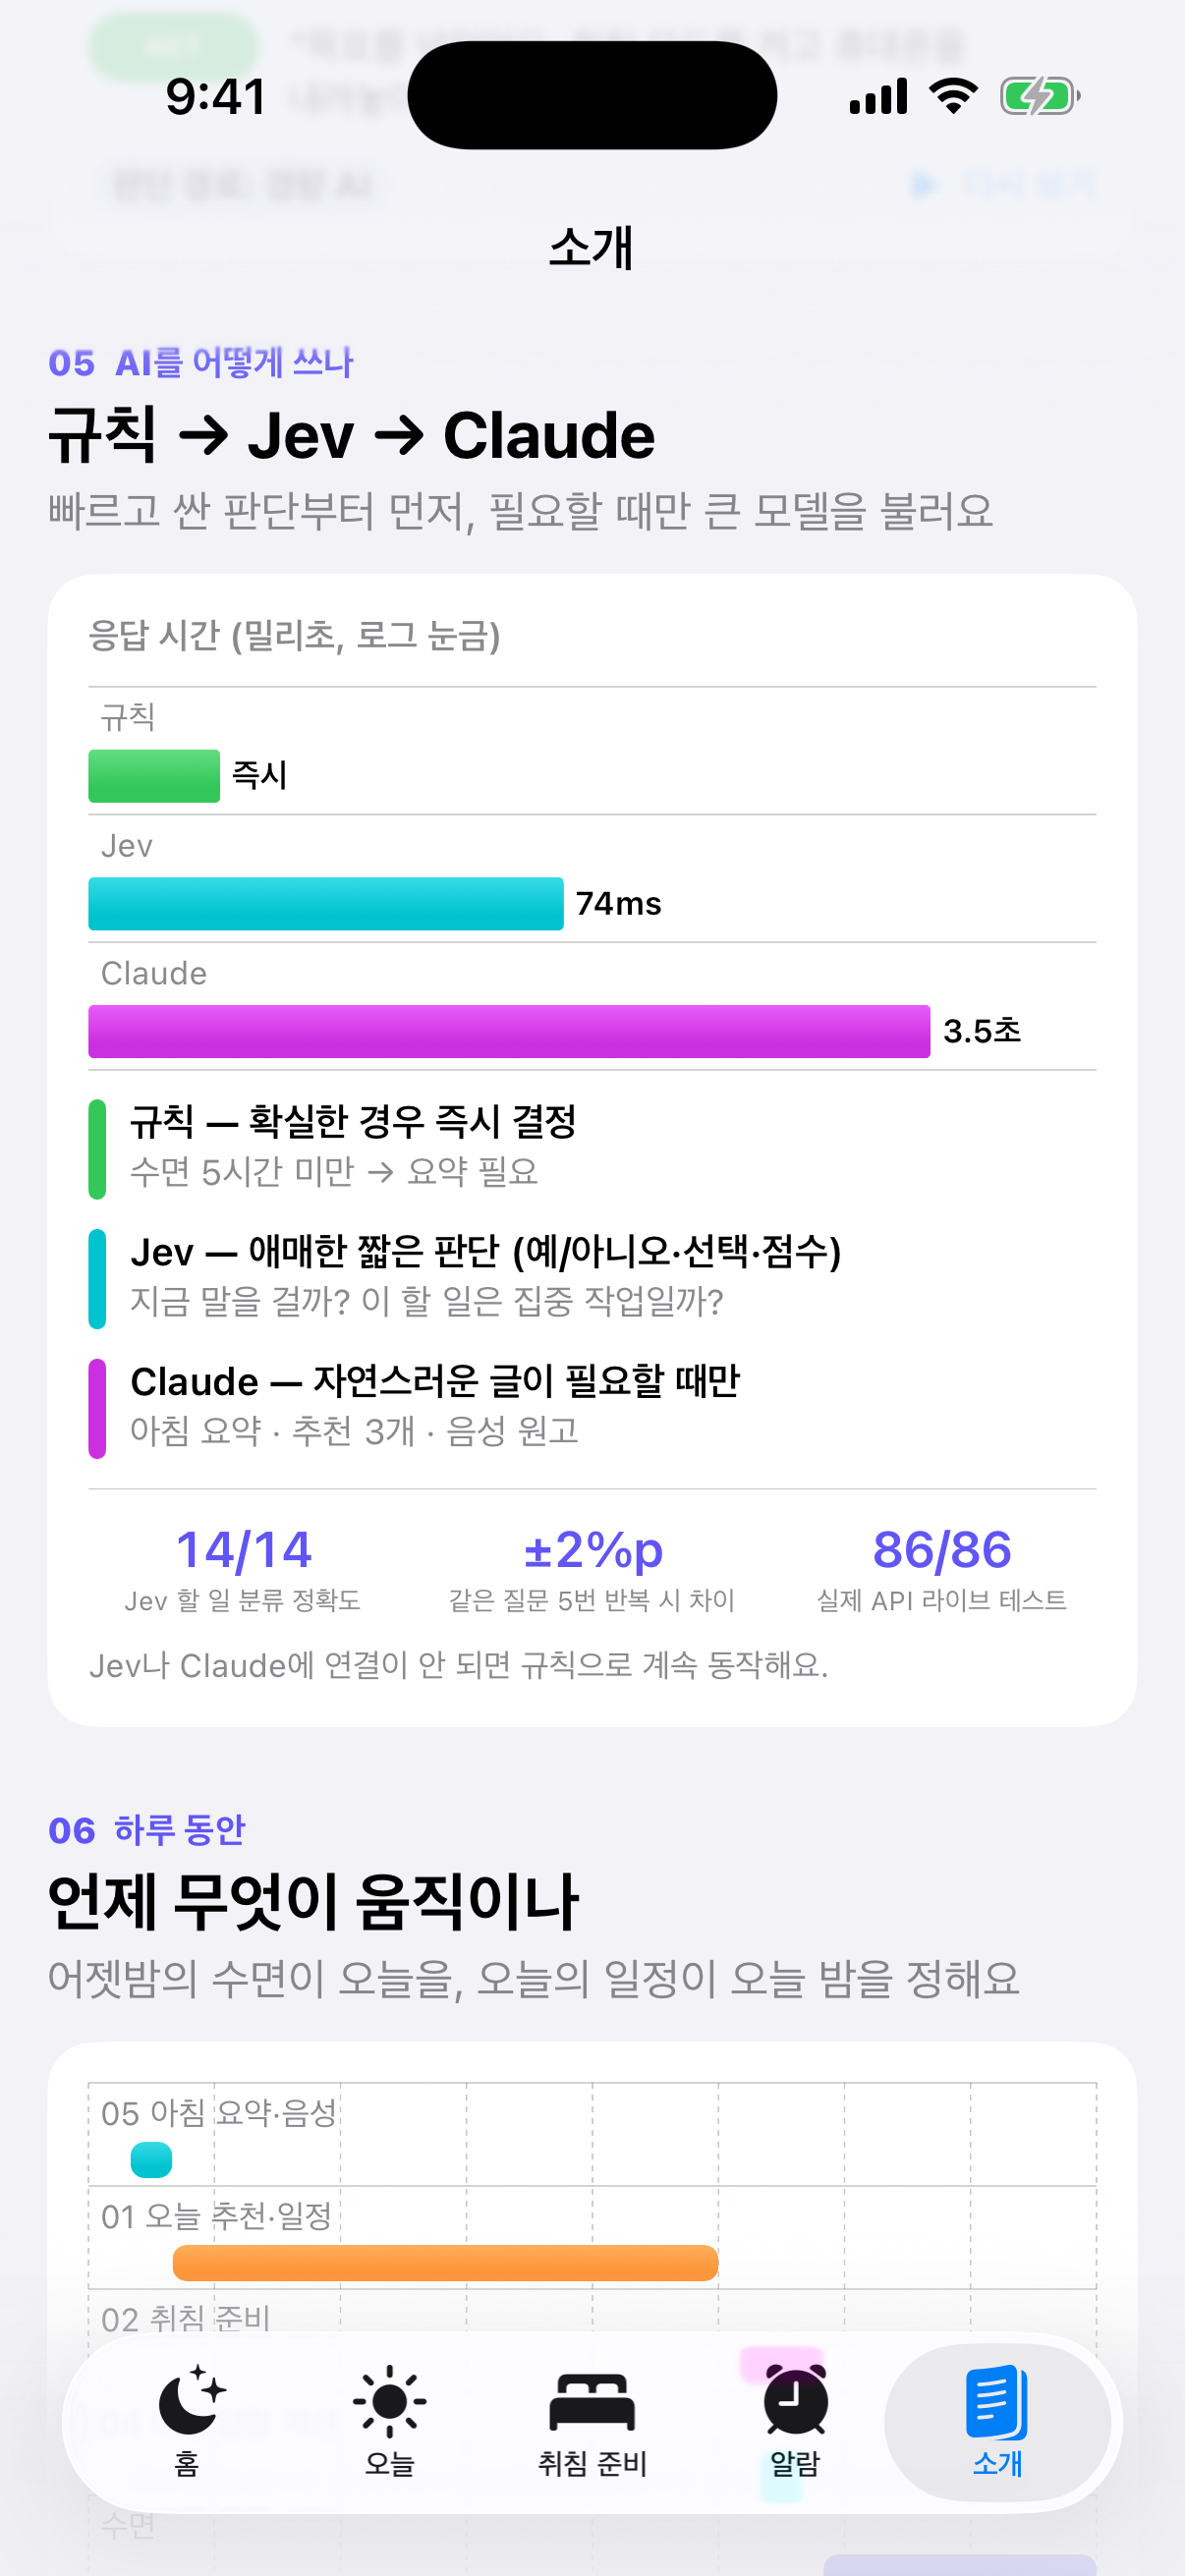 9:41
판단 경로: 경량 AI
다시 보기
소개
05 AI를 어떻게 쓰나
규칙 → Jev → Claude
빠르고 싼 판단부터 먼저, 필요할 때만 큰 모델을 불러요
응답 시간 (밀리초, 로그 눈금)
규칙
즉시
Jev
74ms
Claude
3.5초
규칙 — 확실한 경우 즉시 결정
수면 5시간 미만 → 요약 필요
Jev — 애매한 짧은 판단 (예/아니오·선택·점수)
지금 말을 걸까? 이 할 일은 집중 작업일까?
Claude — 자연스러운 글이 필요할 때만
아침 요약 · 추천 3개 · 음성 원고
14/14 ±2%p 86/86
Jev 할 일 분류 정확도 같은 질문 5번 반복 시 차이 실제 API 라이브 테스트
Jev나 Claude에 연결이 안 되면 규칙으로 계속 동작해요.
06 하루 동안
언제 무엇이 움직이나
어젯밤의 수면이 오늘을, 오늘의 일정이 오늘 밤을 정해요
05 아침 요약·음성
01 오늘 추천·일정
02 취침 준비
홈 오늘 취침 준비 알람 소개
수면